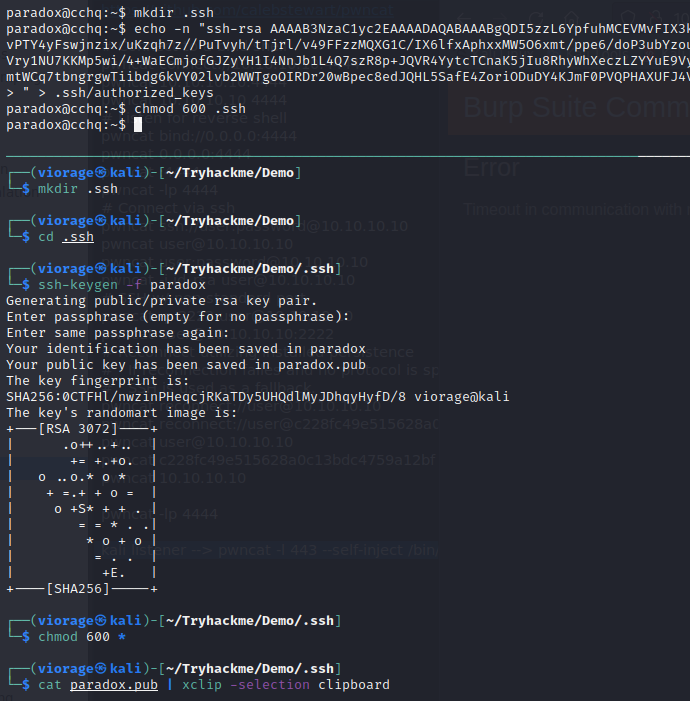 paradox@cchq:~$ mkdir .ssh
paradox@cchq:~$ echo -n "ssh-rsa AAAAB3NzaC1yc2EAAAADAQABAAABgQDI5zzL6YpfuhMCEVMvFIX3k
vPTY4yFswjnzix/uKzqh7z//PuTvyh/tTjrl/v49FFzzMQXG1C/IX6lfxAphxxMW5O6xmt/ppe6/doP3ubYzou
Vry1NU7KKMp5wi/4+WaECmjofGJZyYH1I4NnJb1L4Q7szR8p+JQVR4YytcTCnaK5jIu8RhyWhXeczLZYYuE9Vy
mtWCq7tbngrgwTiibdg6kVY02lvb2WWTgoOIRDr20wBpec8edJQHL5SafE4ZoriODuDY4KJmF0PVQPHAXUFJ4V
> " > .ssh/authorized_keys
paradox@cchq:~$ chmod 600 .ssh
paradox@cchq:~$
Burp Suite Comm
Error
Timeout in communication with
┌──(viorage㉿kali)-[~/Tryhackme/Demo]
└─$ mkdir .ssh
┌──(viorage㉿kali)-[~/Tryhackme/Demo]
└─$ cd .ssh
┌──(viorage㉿kali)-[~/Tryhackme/Demo/.ssh]
└─$ ssh-keygen -f paradox
Generating public/private rsa key pair.
Enter passphrase (empty for no passphrase):
Enter same passphrase again:
Your identification has been saved in paradox
Your public key has been saved in paradox.pub
The key fingerprint is:
SHA256:0CTFHl/nwzinPHeqcjRKaTDy5UHQdlMyJDhqyHyfD/8 viorage@kali
The key's randomart image is:
+---[RSA 3072]----+
|      .o++ ..+..  |
|       += +.+o.  |
|   o ..o.* o *   |
|    + =.+ + o =  |
|     o +S* + + . |
|        = = * . .|
|         * o + o |
|          = . .  |
|           +E.   |
+----[SHA256]-----+
┌──(viorage㉿kali)-[~/Tryhackme/Demo/.ssh]
└─$ chmod 600 *
┌──(viorage㉿kali)-[~/Tryhackme/Demo/.ssh]
└─$ cat paradox.pub | xclip -selection clipboard